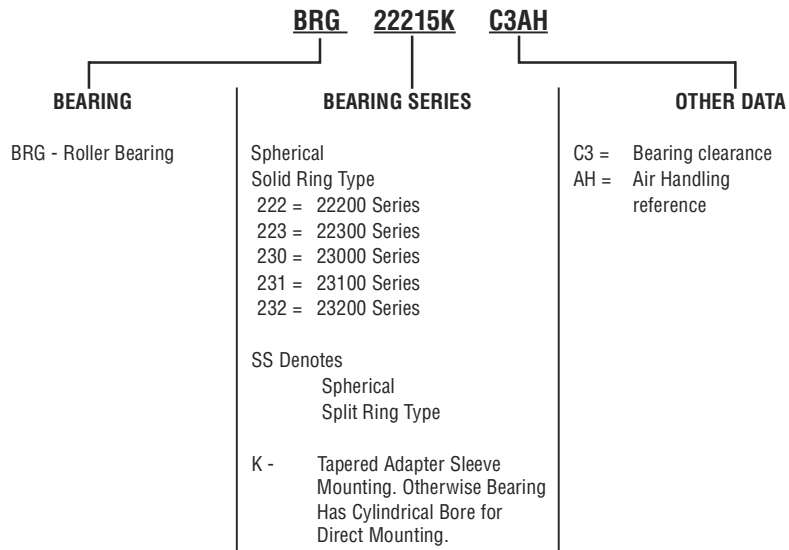 BRG 22215K C3AH
BEARING
BRG - Roller Bearing
BEARING SERIES
Spherical
Solid Ring Type
222 = 22200 Series
223 = 22300 Series
230 = 23000 Series
231 = 23100 Series
232 = 23200 Series
SS Denotes
Spherical
Split Ring Type
K - Tapered Adapter Sleeve
Mounting. Otherwise Bearing
Has Cylindrical Bore for
Direct Mounting.
OTHER DATA
C3 = Bearing clearance
AH = Air Handling
reference